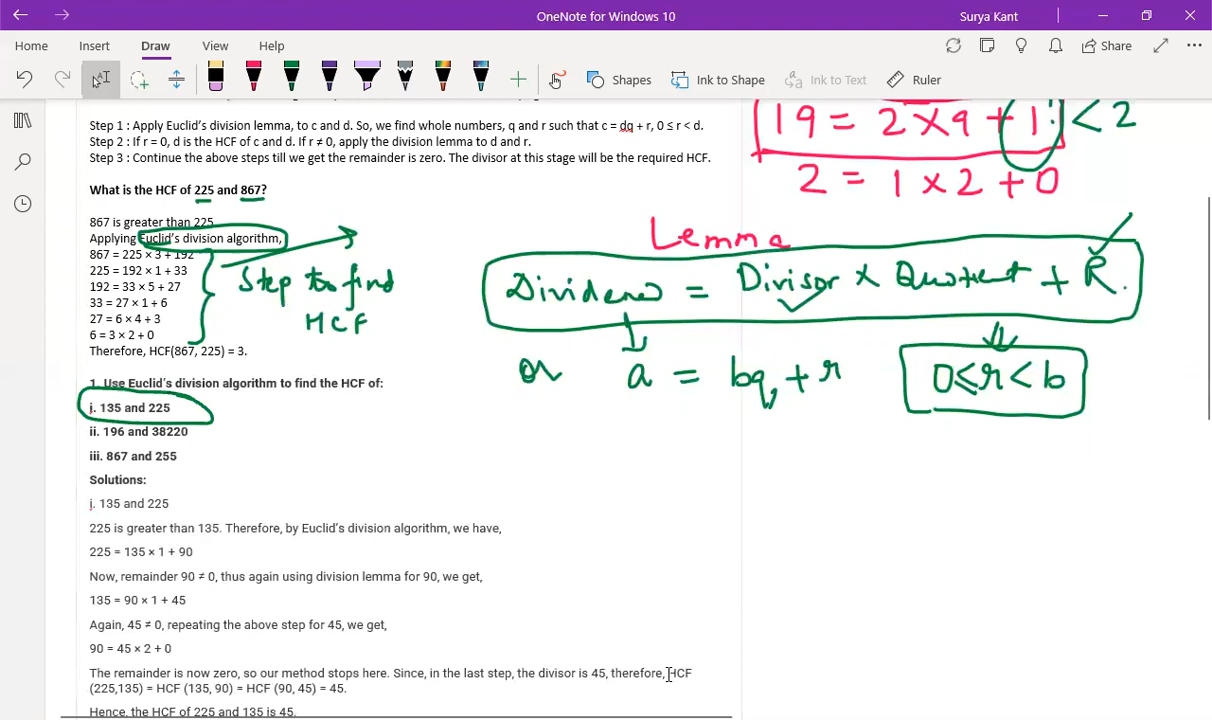 OneNote for Windows 10
Surya Kant
Home Insert Draw View Help
Share
Shapes Ink to Shape Ink to Text Ruler
Step 1 : Apply Euclid's division lemma, to c and d. So, we find whole numbers, q and r such that c = dq + r, 0 ≤ r < d.
Step 2 : If r = 0, d is the HCF of c and d. If r ≠ 0, apply the division lemma to d and r.
Step 3 : Continue the above steps till we get the remainder is zero. The divisor at this stage will be the required HCF.
What is the HCF of 225 and 867?
867 is greater than 225
Applying Euclid's division algorithm,
867 = 225 × 3 + 192
225 = 192 × 1 + 33
192 = 33 × 5 + 27
33 = 27 × 1 + 6
27 = 6 × 4 + 3
6 = 3 × 2 + 0
Therefore, HCF(867, 225) = 3.
Step to find
HCF
1. Use Euclid's division algorithm to find the HCF of:
i. 135 and 225
ii. 196 and 38220
iii. 867 and 255
Solutions:
i. 135 and 225
225 is greater than 135. Therefore, by Euclid's division algorithm, we have,
225 = 135 × 1 + 90
Now, remainder 90 ≠ 0, thus again using division lemma for 90, we get,
135 = 90 × 1 + 45
Again, 45 ≠ 0, repeating the above step for 45, we get,
90 = 45 × 2 + 0
The remainder is now zero, so our method stops here. Since, in the last step, the divisor is 45, therefore, HCF
(225,135) = HCF (135, 90) = HCF (90, 45) = 45.
Hence, the HCF of 225 and 135 is 45.
19 = 2 × 9 + 1 < 2
2 = 1 × 2 + 0
Lemma
Dividend = Divisor × Quotient + R.
or a = bq + r 0 ≤ r < b